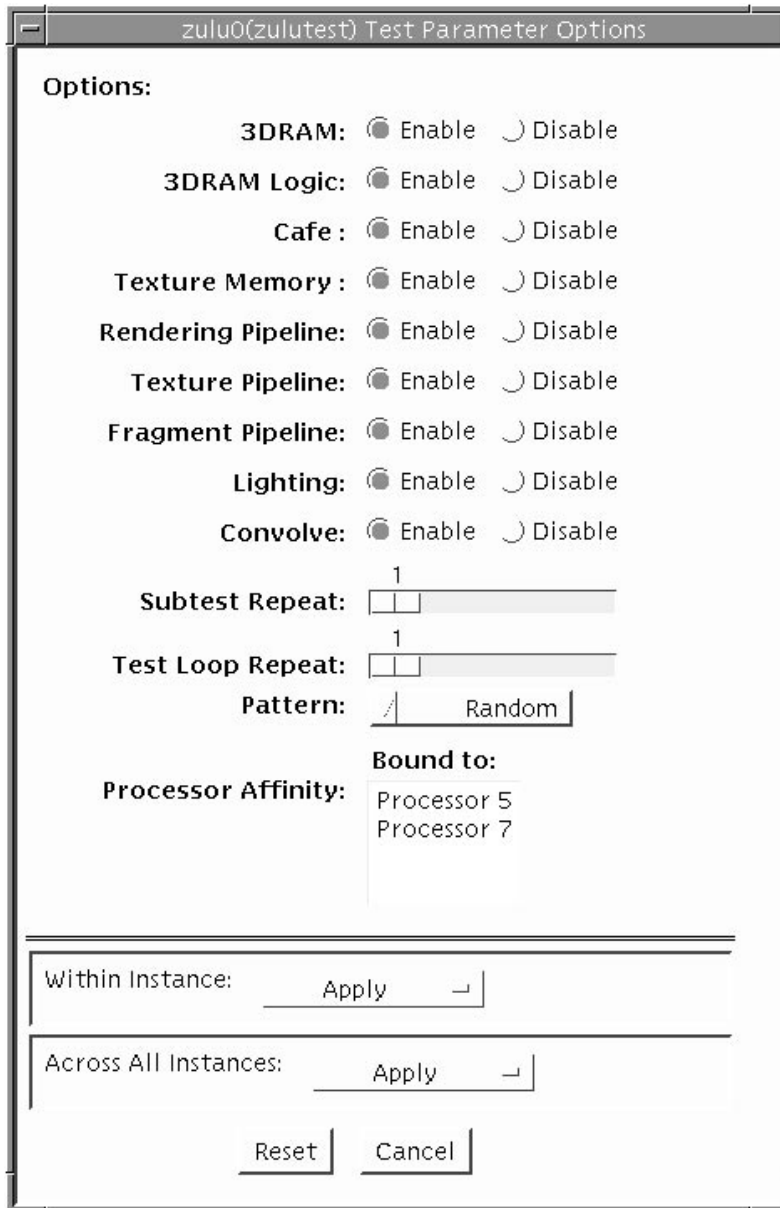 zulu0(zulutest) Test Parameter Options
Options:
3DRAM: Enable Disable
3DRAM Logic: Enable Disable
Cafe : Enable Disable
Texture Memory : Enable Disable
Rendering Pipeline: Enable Disable
Texture Pipeline: Enable Disable
Fragment Pipeline: Enable Disable
Lighting: Enable Disable
Convolve: Enable Disable
1
Subtest Repeat:
1
Test Loop Repeat:
Pattern: Random
Bound to:
Processor Affinity: Processor 5
Processor 7
Within Instance: Apply
Across All Instances: Apply
Reset Cancel